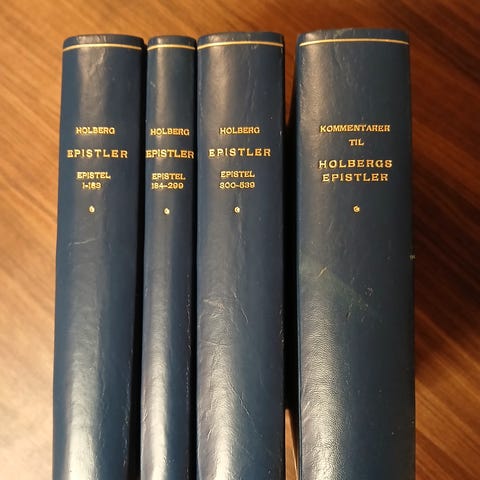 HOLBERG
EPISTLER
EPISTEL
1-183
HOLBERG
EPISTLER
EPISTEL
184-299
HOLBERG
EPISTLER
EPISTEL
300-539
KOMMENTARER
TIL
HOLBERGS
EPISTLER